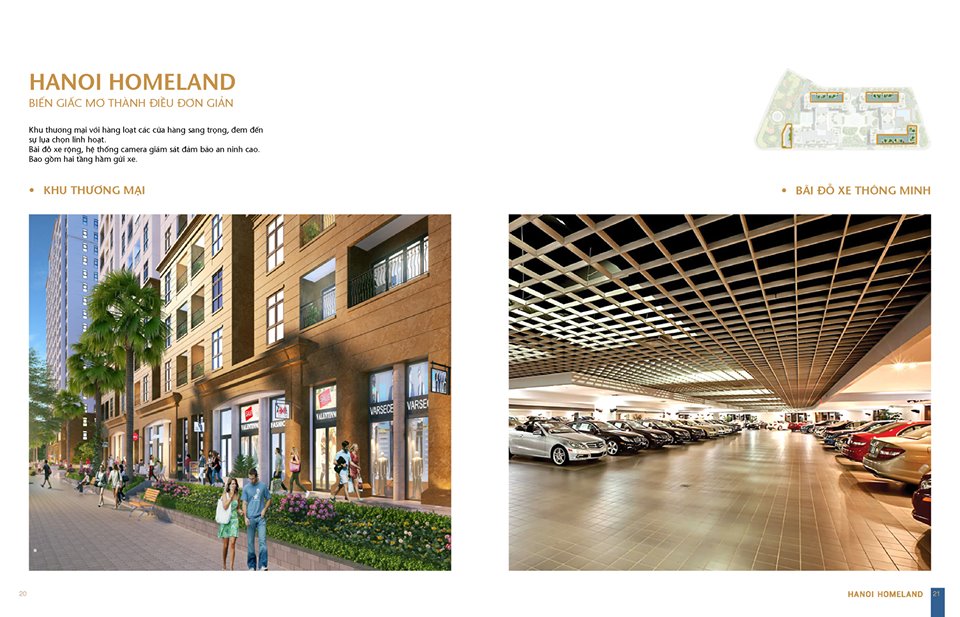 HANOI HOMELAND
BIẾN GIẤC MƠ THÀNH ĐIỀU ĐƠN GIẢN
Khu thương mại với hàng loạt các cửa hàng sang trọng, đem đến
sự lựa chọn linh hoạt.
Bãi đỗ xe rộng, hệ thống camera giám sát đảm bảo an ninh cao.
Bao gồm hai tầng hầm gửi xe.
• KHU THƯƠNG MẠI
• BÃI ĐỖ XE THÔNG MINH
VALENTINN
FASHIC
VALENTINN
VARSECE
VARSEC
20
HANOI HOMELAND
21